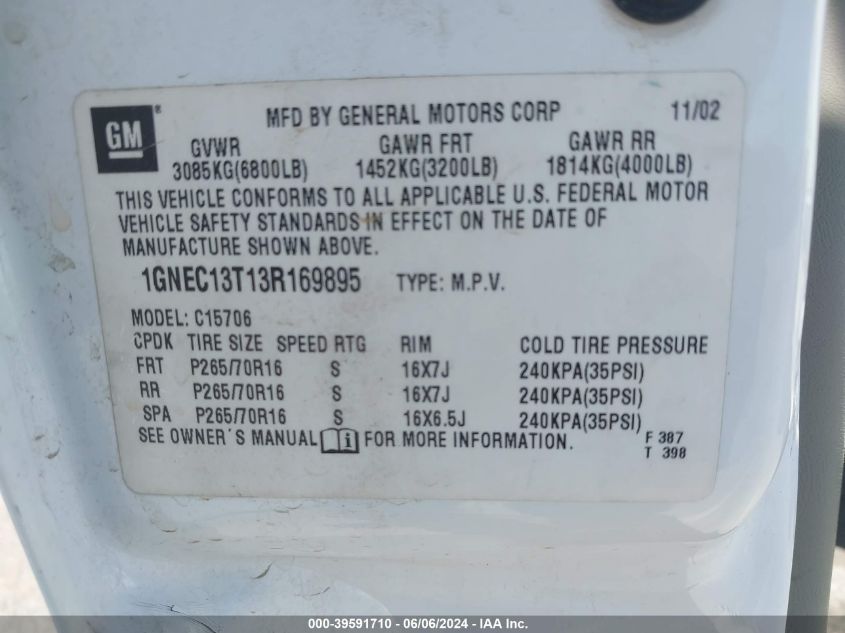 GM®
MFD BY GENERAL MOTORS CORP 11/02
GVWR GAWR FRT GAWR RR
3085KG(6800LB) 1452KG(3200LB) 1814KG(4000LB)
THIS VEHICLE CONFORMS TO ALL APPLICABLE U.S. FEDERAL MOTOR
VEHICLE SAFETY STANDARDS IN EFFECT ON THE DATE OF
MANUFACTURE SHOWN ABOVE.
1GNEC13T13R169895 TYPE: M.P.V.
MODEL: C15706
CPDK TIRE SIZE SPEED RTG RIM COLD TIRE PRESSURE
FRT P265/70R16 S 16X7J 240KPA(35PSI)
RR P265/70R16 S 16X7J 240KPA(35PSI)
SPA P265/70R16 S 16X6.5J 240KPA(35PSI)
SEE OWNER'S MANUAL i FOR MORE INFORMATION. F 387
T 398
000-39591710 - 06/06/2024 - IAA Inc.